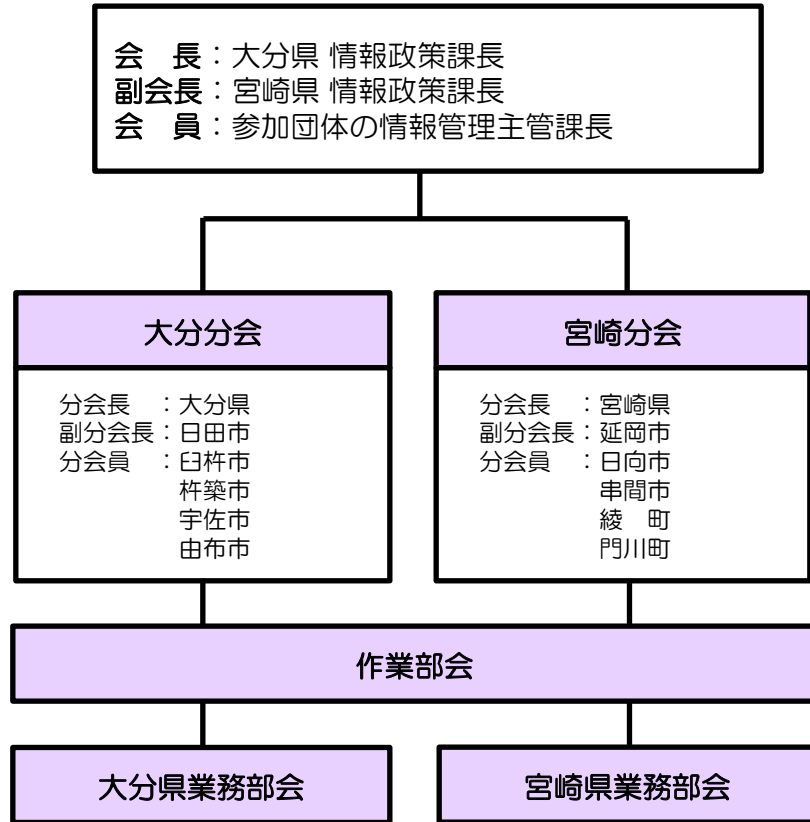 会　長：大分県 情報政策課長
副会長：宮崎県 情報政策課長
会　員：参加団体の情報管理主管課長
大分分会
分会長　：大分県
副分会長：日田市
分会員　：臼杵市
杵築市
宇佐市
由布市
宮崎分会
分会長　：宮崎県
副分会長：延岡市
分会員　：日向市
串間市
綾　町
門川町
作業部会
大分県業務部会
宮崎県業務部会